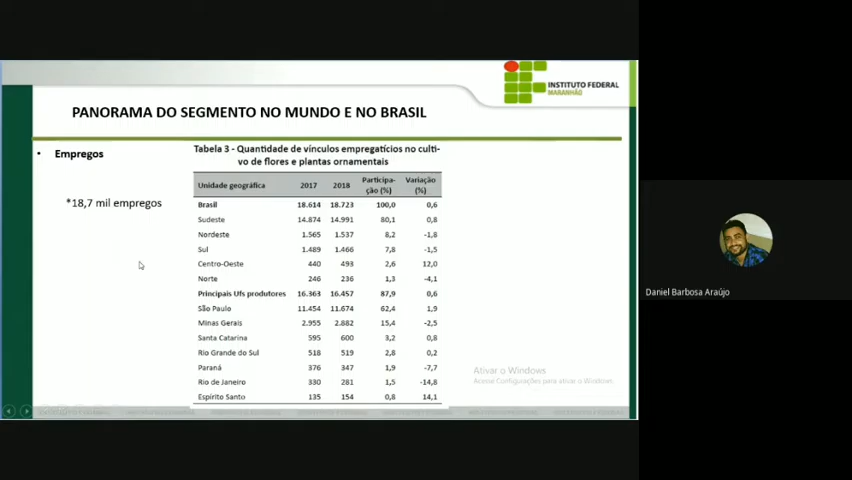 INSTITUTO FEDERAL
MARANHÃO
PANORAMA DO SEGMENTO NO MUNDO E NO BRASIL
• Empregos
*18,7 mil empregos
Tabela 3 - Quantidade de vínculos empregatícios no culti-
vo de flores e plantas ornamentais
Unidade geográfica 2017 2018 Participa-ção (%) Variação (%)
Brasil 18.614 18.723 100,0 0,6
Sudeste 14.874 14.991 80,1 0,8
Nordeste 1.565 1.537 8,2 -1,8
Sul 1.489 1.466 7,8 -1,5
Centro-Oeste 440 493 2,6 12,0
Norte 246 236 1,3 -4,1
Principais Ufs produtores 16.363 16.457 87,9 0,6
São Paulo 11.454 11.674 62,4 1,9
Minas Gerais 2.955 2.882 15,4 -2,5
Santa Catarina 595 600 3,2 0,8
Rio Grande do Sul 518 519 2,8 0,2
Paraná 376 347 1,9 -7,7
Rio de Janeiro 330 281 1,5 -14,8
Espírito Santo 135 154 0,8 14,1
Ativar o Windows
Acesse Configurações para ativar o Windows.
Daniel Barbosa Araújo